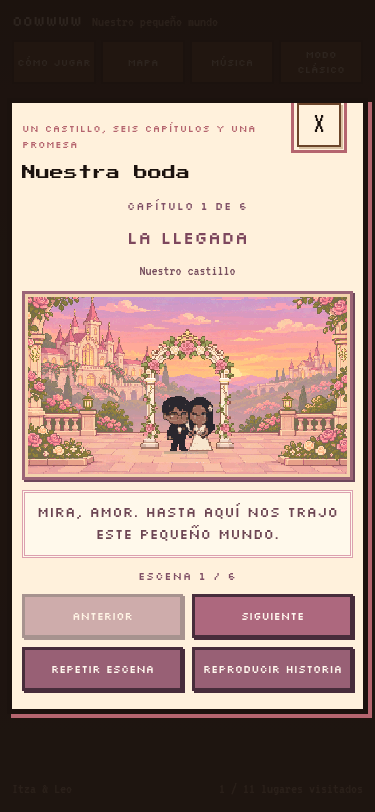 OOWWWW Nuestro pequeño mundo
CÓMO JUGAR
MAPA
MÚSICA
MODO
CLÁSICO
UN CASTILLO, SEIS CAPÍTULOS Y UNA
PROMESA
X
Nuestra boda
CAPÍTULO 1 DE 6
LA LLEGADA
Nuestro castillo
MIRA, AMOR. HASTA AQUÍ NOS TRAJO
ESTE PEQUEÑO MUNDO.
ESCENA 1 / 6
ANTERIOR
SIGUIENTE
REPETIR ESCENA
REPRODUCIR HISTORIA
1 / 11 lugares visitados